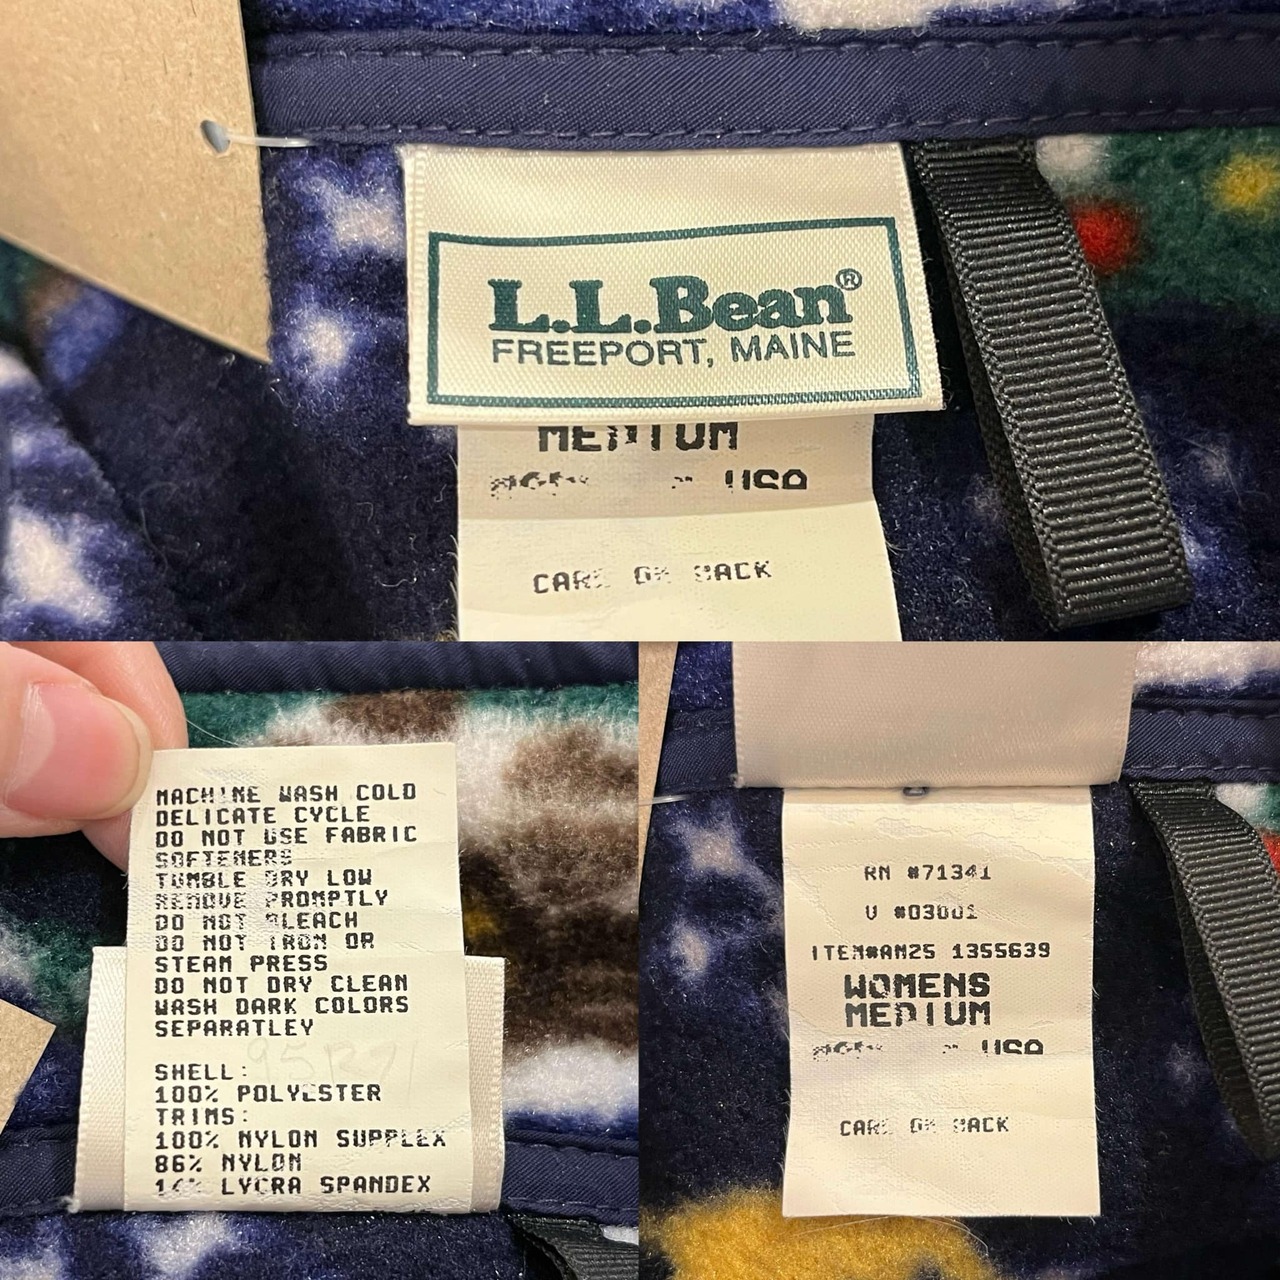 L.L.Bean®
FREEPORT, MAINE
MEDIUM
USA
CARE ON BACK
MACHINE WASH COLD
DELICATE CYCLE
DO NOT USE FABRIC
SOFTENERS
TUMBLE DRY LOW
REMOVE PROMPTLY
DO NOT BLEACH
DO NOT IRON OR
STEAM PRESS
DO NOT DRY CLEAN
WASH DARK COLORS
SEPARATLEY
SHELL:
100% POLYESTER
TRIMS:
100% NYLON SUPPLEX
86% NYLON
14% LYCRA SPANDEX
RN #71341
V #03001
ITEM#AM25 1355639
WOMENS
MEDIUM
USA
CARE ON BACK